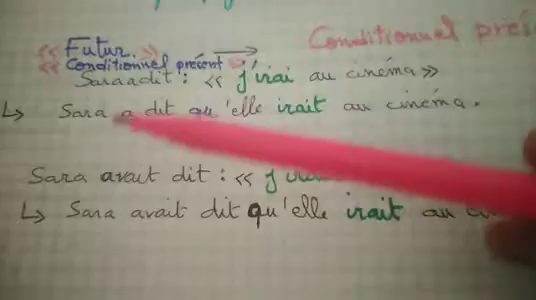 « Futur. » → Conditionnel prés
« Conditionnel présent »
Sara a dit : « j'irai au cinéma »
↳ Sara a dit qu'elle irait au cinéma.
Sara avait dit : « j'
↳ Sara avait dit qu'elle irait au